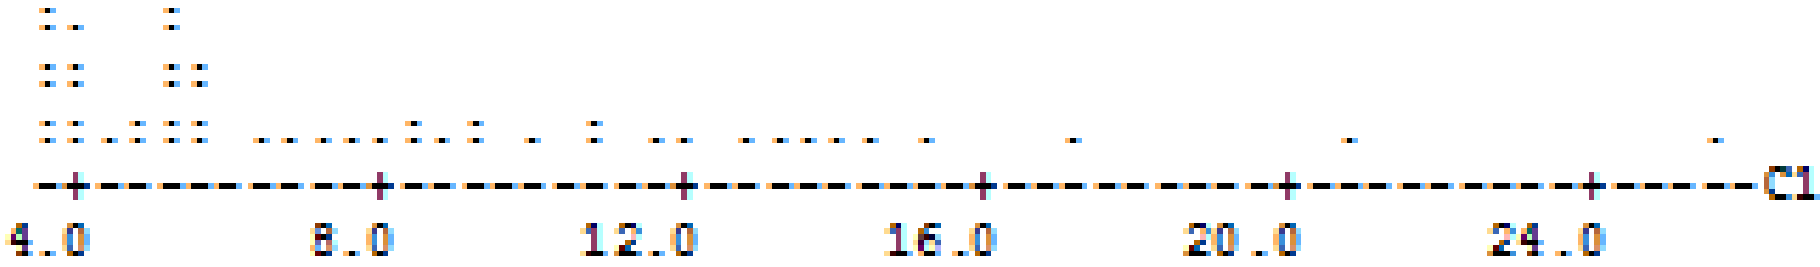 :.  :
::  ::
::.:::  .....:.: .  :  ..  ..... .    .         .            .
-+---------+---------+---------+---------+---------+-----C1
4.0       8.0      12.0      16.0      20.0      24.0